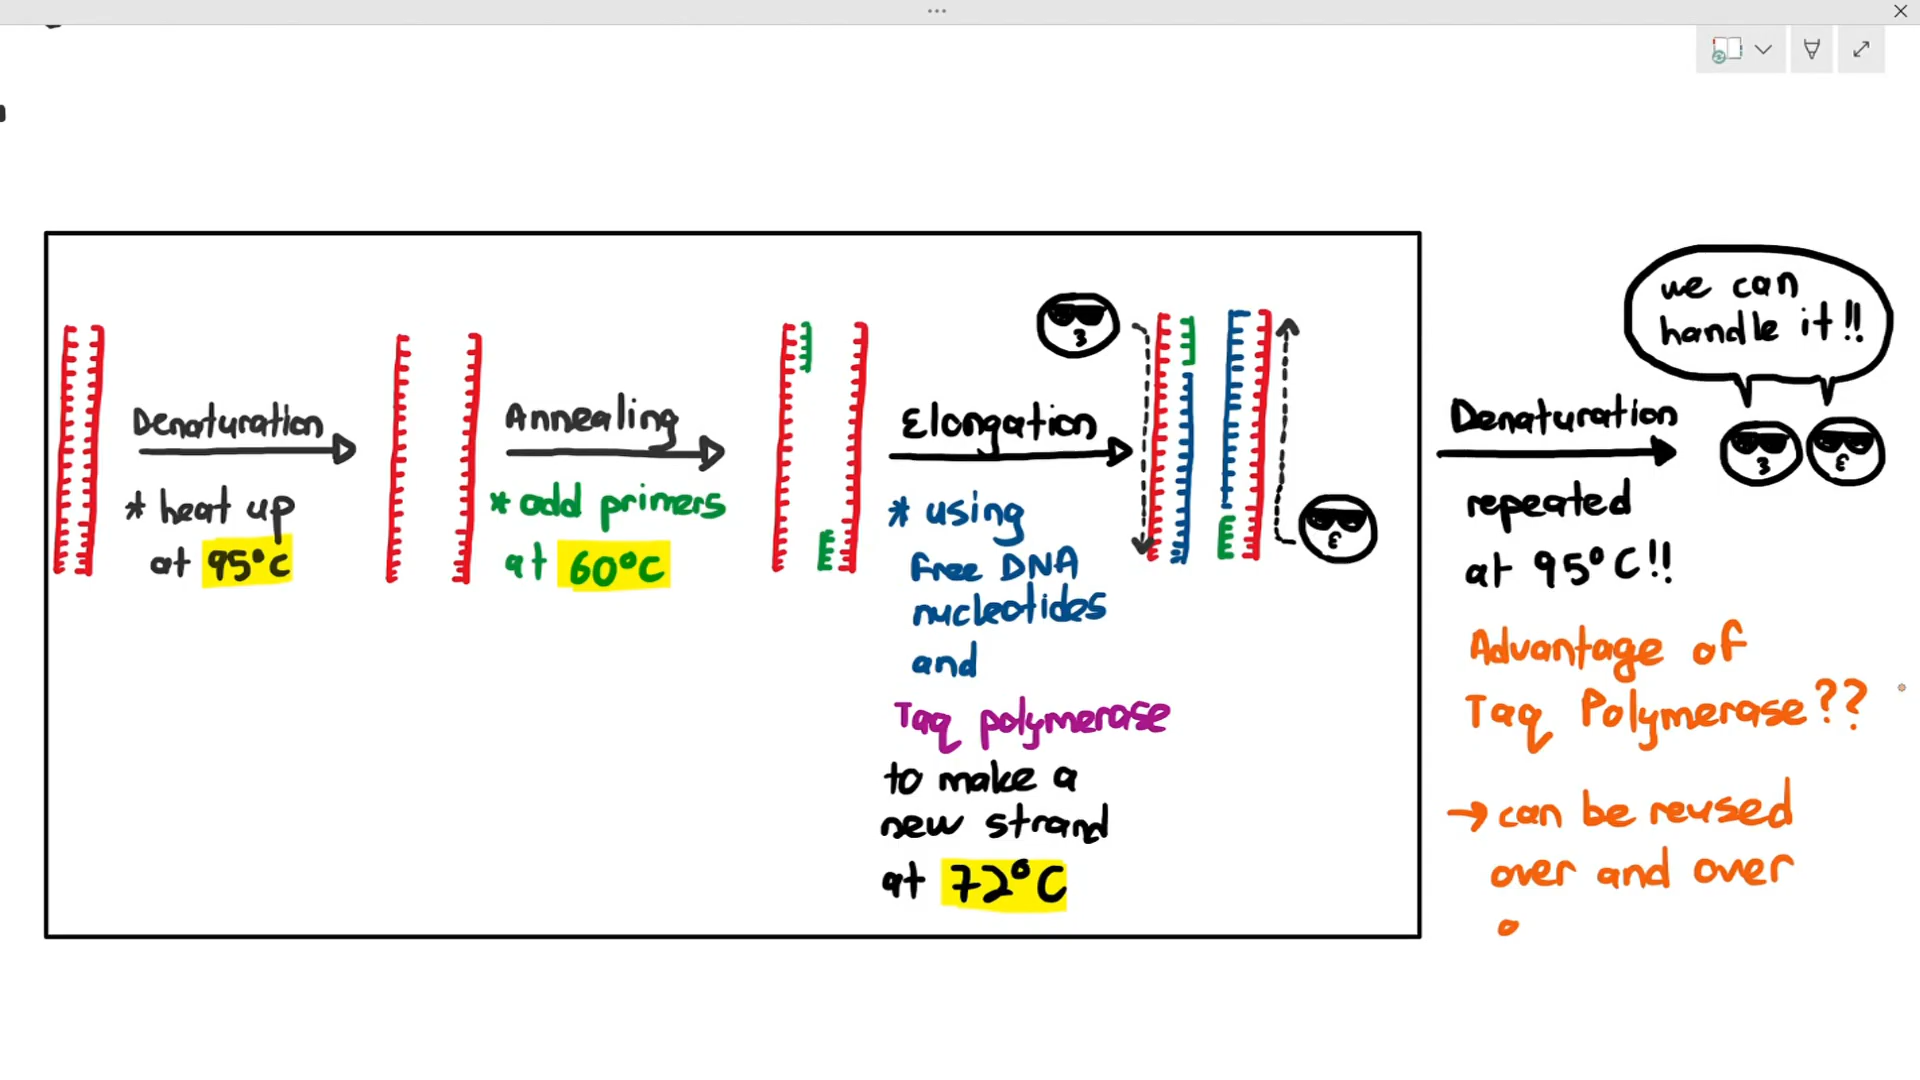 Denaturation
* heat up
at 95°C
Annealing
* add primers
at 60°C
Elongation
* using
free DNA
nucleotides
and
Taq polymerase
to make a
new strand
at 72°C
we can
handle it!!
Denaturation
repeated
at 95°C!!
Advantage of
Taq Polymerase??
→ can be reused
over and over